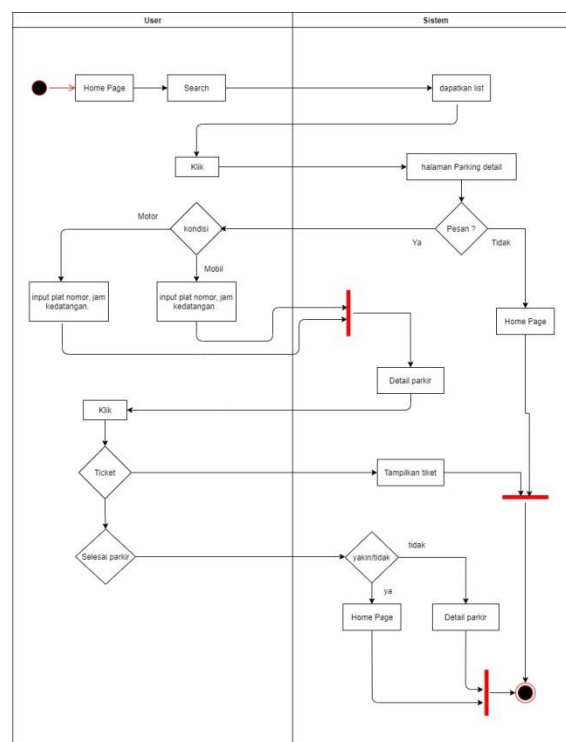 User
Sistem
Home Page
Search
dapatkan list
Klik
halaman Parking detail
Motor
kondisi
Ya
Pesan ?
Tidak
Mobil
input plat nomor, jam
kedatangan.
input plat nomor, jam
kedatangan.
Home Page
Detail parkir
Klik
Ticket
Tampilkan tiket
Selesai parkir
yakin/tidak
tidak
ya
Home Page
Detail parkir